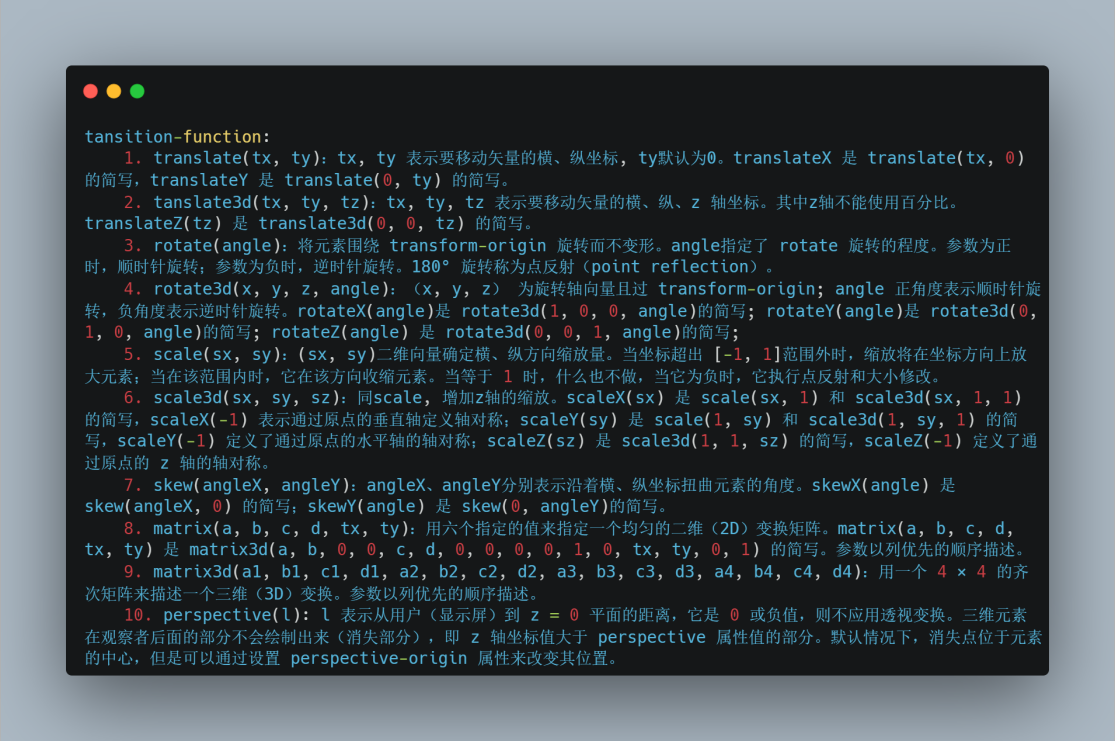 tansition-function:
1. translate(tx, ty)：tx, ty 表示要移动矢量的横、纵坐标, ty默认为0。translateX 是 translate(tx, 0)
的简写，translateY 是 translate(0, ty) 的简写。
2. tanslate3d(tx, ty, tz)：tx, ty, tz 表示要移动矢量的横、纵、z 轴坐标。其中z轴不能使用百分比。
translateZ(tz) 是 translate3d(0, 0, tz) 的简写。
3. rotate(angle)：将元素围绕 transform-origin 旋转而不变形。angle指定了 rotate 旋转的程度。参数为正
时，顺时针旋转；参数为负时，逆时针旋转。180° 旋转称为点反射（point reflection）。
4. rotate3d(x, y, z, angle)：（x, y, z） 为旋转轴向量且过 transform-origin; angle 正角度表示顺时针旋
转，负角度表示逆时针旋转。rotateX(angle)是 rotate3d(1, 0, 0, angle)的简写; rotateY(angle)是 rotate3d(0,
1, 0, angle)的简写; rotateZ(angle) 是 rotate3d(0, 0, 1, angle)的简写;
5. scale(sx, sy)：(sx, sy)二维向量确定横、纵方向缩放量。当坐标超出 [-1, 1]范围外时，缩放将在坐标方向上放
大元素；当在该范围内时，它在该方向收缩元素。当等于 1 时，什么也不做，当它为负时，它执行点反射和大小修改。
6. scale3d(sx, sy, sz)：同scale, 增加z轴的缩放。scaleX(sx) 是 scale(sx, 1) 和 scale3d(sx, 1, 1)
的简写，scaleX(-1) 表示通过原点的垂直轴定义轴对称；scaleY(sy) 是 scale(1, sy) 和 scale3d(1, sy, 1) 的简
写，scaleY(-1) 定义了通过原点的水平轴的轴对称；scaleZ(sz) 是 scale3d(1, 1, sz) 的简写，scaleZ(-1) 定义了通
过原点的 z 轴的轴对称。
7. skew(angleX, angleY)：angleX、angleY分别表示沿着横、纵坐标扭曲元素的角度。skewX(angle) 是
skew(angleX, 0) 的简写；skewY(angle) 是 skew(0, angleY)的简写。
8. matrix(a, b, c, d, tx, ty)：用六个指定的值来指定一个均匀的二维（2D）变换矩阵。matrx(a, b, c, d,
tx, ty) 是 matrix3d(a, b, 0, 0, c, d, 0, 0, 0, 0, 1, 0, tx, ty, 0, 1) 的简写。参数以列优先的顺序描述。
9. matrix3d(a1, b1, c1, d1, a2, b2, c2, d2, a3, b3, c3, d3, a4, b4, c4, d4)：用一个 4 × 4 的齐
次矩阵来描述一个三维（3D）变换。参数以列优先的顺序描述。
10. perspective(l)：l 表示从用户（显示屏）到 z = 0 平面的距离，它是 0 或负值，则不应用透视变换。三维元素
在观察者后面的部分不会绘制出来（消失部分），即 z 轴坐标值大于 perspective 属性值的部分。默认情况下，消失点位于元素
的中心，但是可以通过设置 perspective-origin 属性来改变其位置。